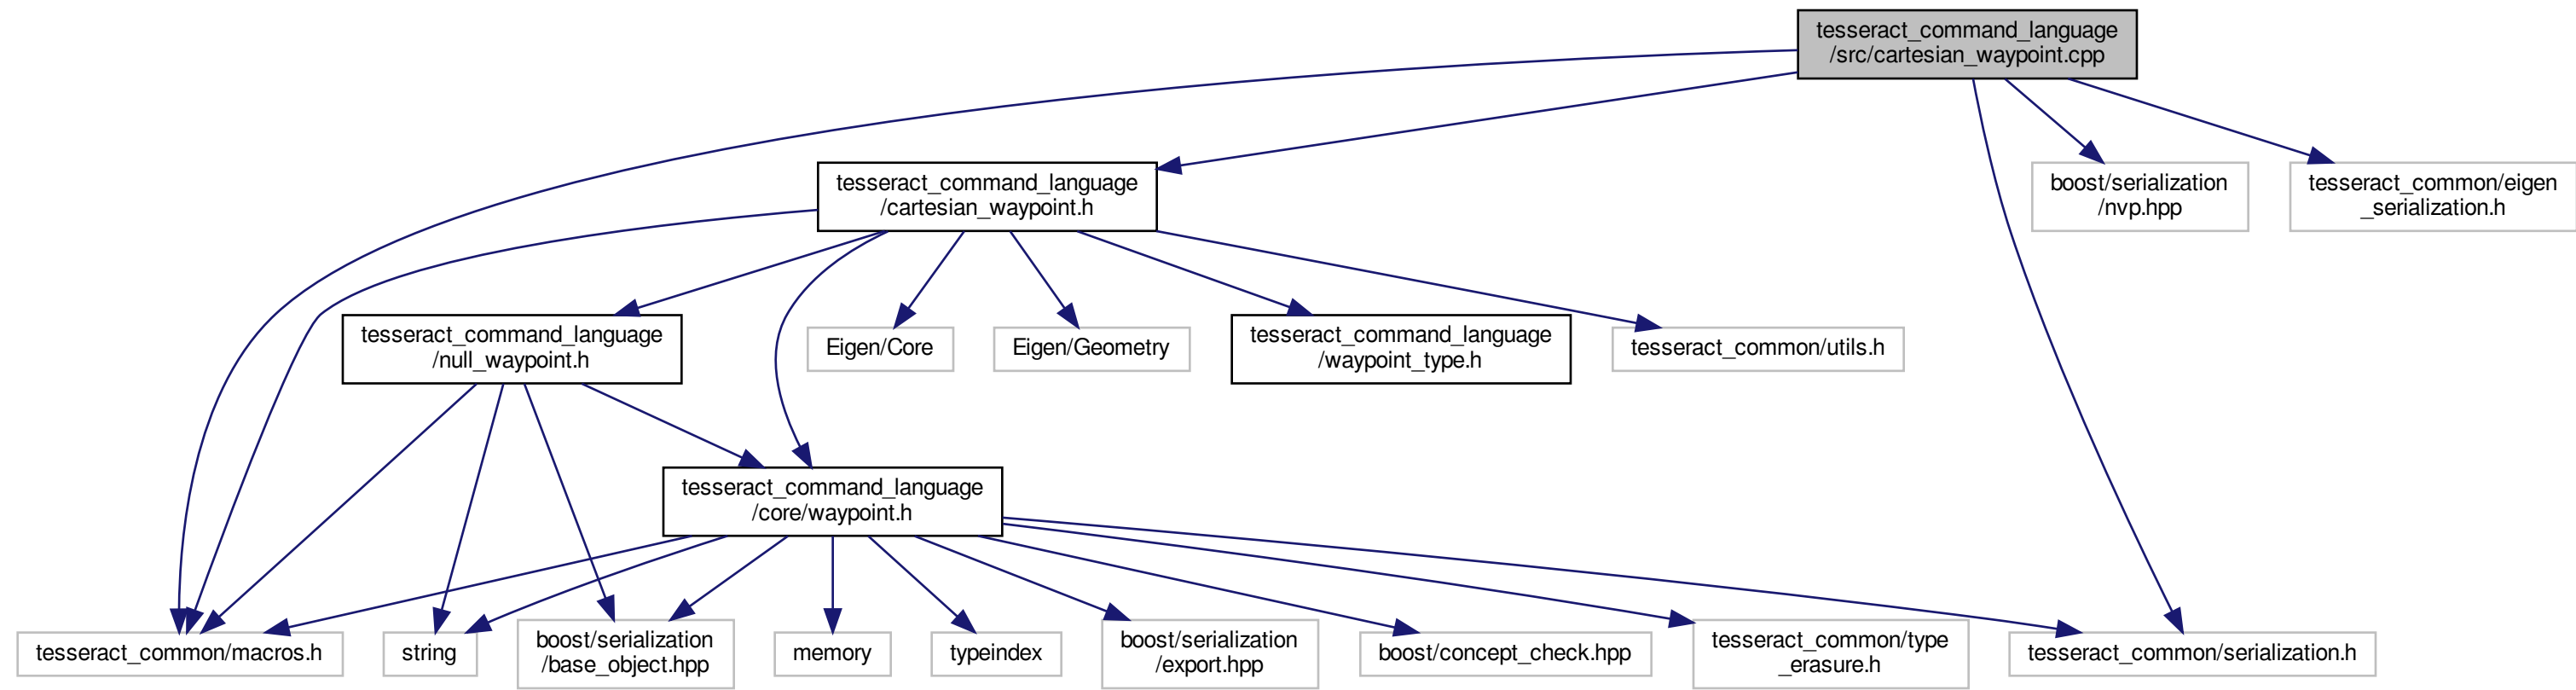 tesseract_command_language
/src/cartesian_waypoint.cpp
tesseract_command_language
/cartesian_waypoint.h
boost/serialization
/nvp.hpp
tesseract_common/eigen
_serialization.h
tesseract_command_language
/null_waypoint.h
Eigen/Core
Eigen/Geometry
tesseract_command_language
/waypoint_type.h
tesseract_common/utils.h
tesseract_command_language
/core/waypoint.h
tesseract_common/macros.h
string
boost/serialization
/base_object.hpp
memory
typeindex
boost/serialization
/export.hpp
boost/concept_check.hpp
tesseract_common/type
_erasure.h
tesseract_common/serialization.h